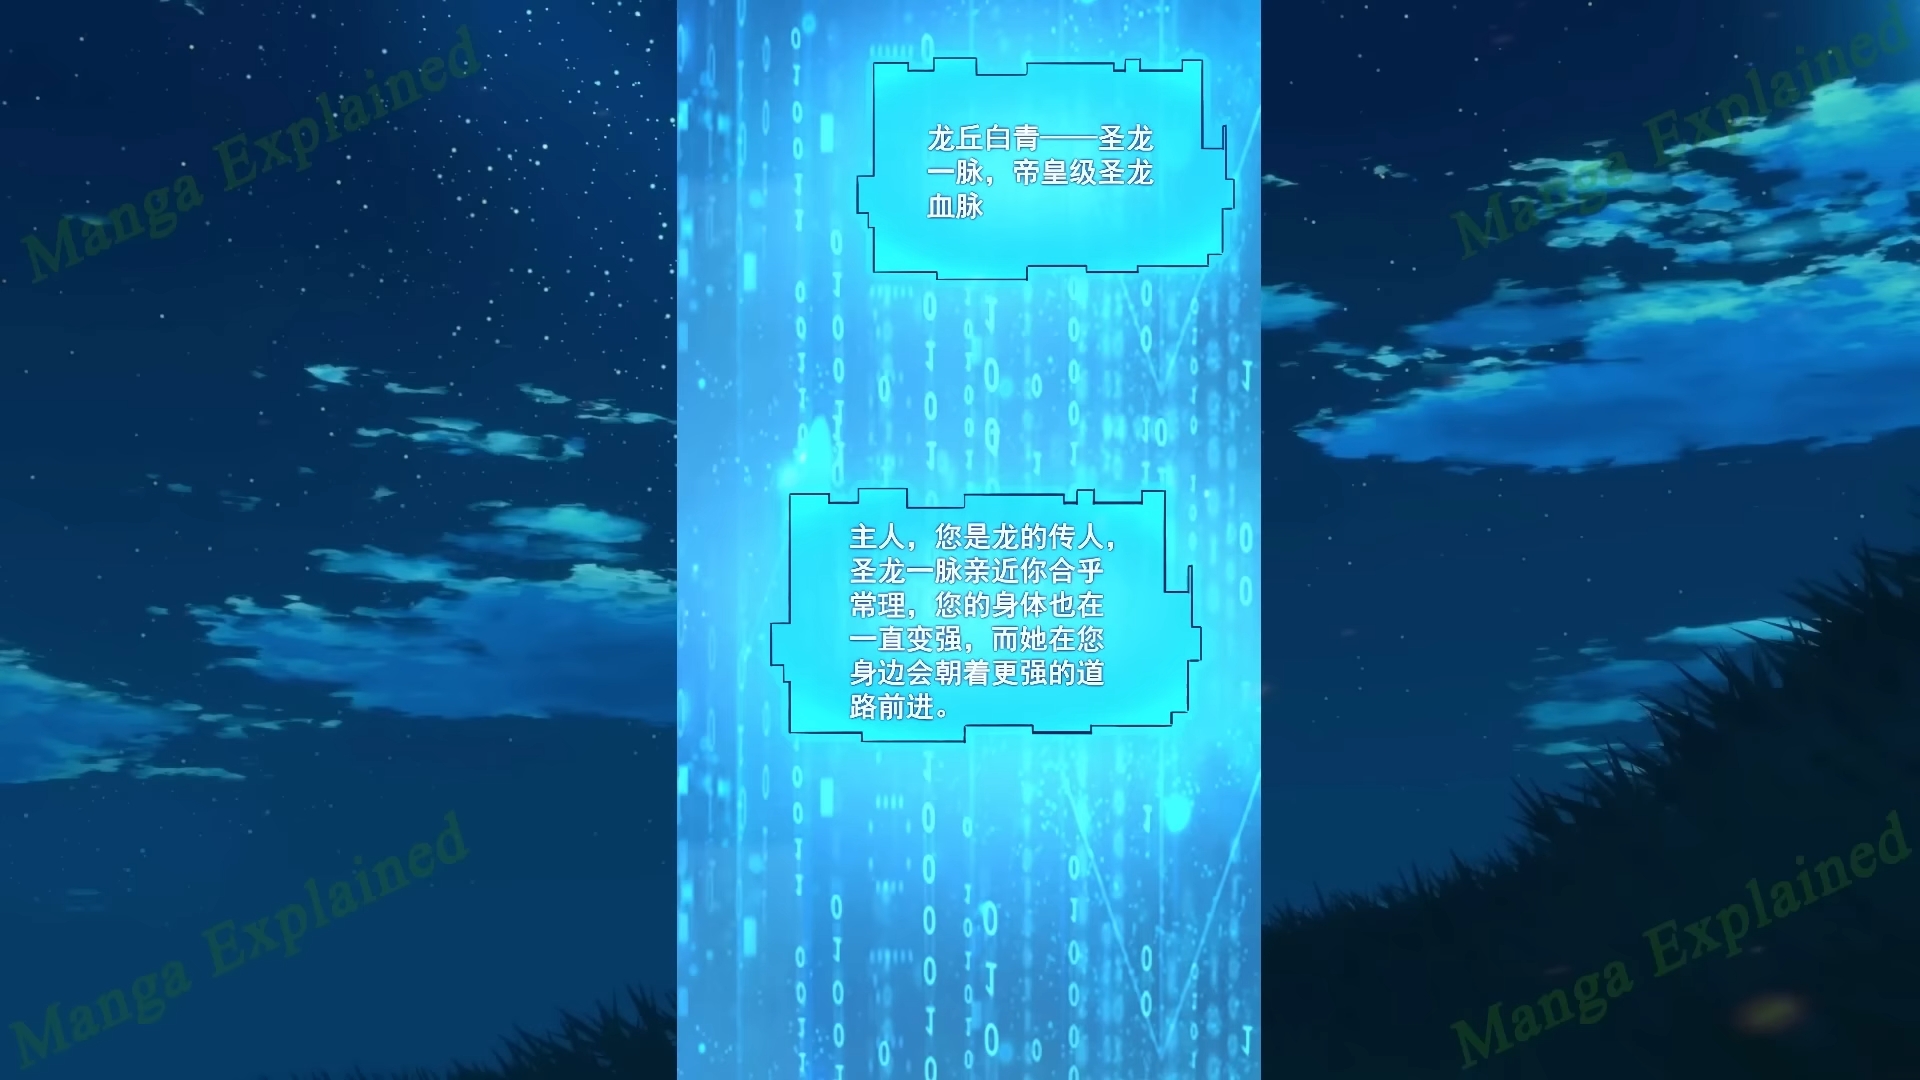 Manga Explained
Manga Explained
龙丘白青——圣龙
一脉，帝皇级圣龙
血脉
主人，您是龙的传人，
圣龙一脉亲近你合乎
常理，您的身体也在
一直变强，而她在您
身边会朝着更强的道
路前进。
Manga Explained
Manga Explained